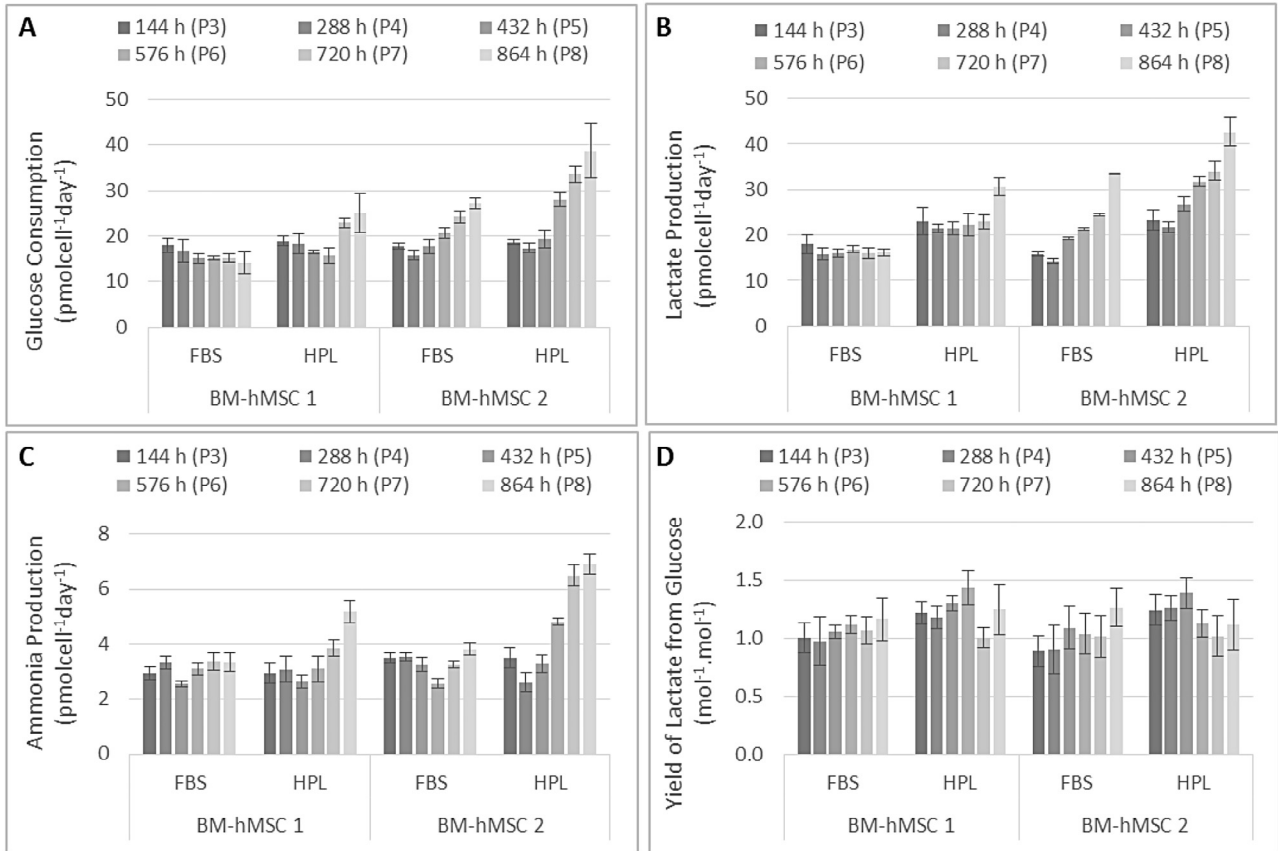 A
144 h (P3) 288 h (P4) 432 h (P5)
576 h (P6) 720 h (P7) 864 h (P8)
Glucose Consumption
(pmolcell⁻¹day⁻¹)
50
40
30
20
10
0
FBS HPL FBS HPL
BM-hMSC 1 BM-hMSC 2
B
144 h (P3) 288 h (P4) 432 h (P5)
576 h (P6) 720 h (P7) 864 h (P8)
Lactate Production
(pmolcell⁻¹day⁻¹)
50
40
30
20
10
0
FBS HPL FBS HPL
BM-hMSC 1 BM-hMSC 2
C
144 h (P3) 288 h (P4) 432 h (P5)
576 h (P6) 720 h (P7) 864 h (P8)
Ammonia Production
(pmolcell⁻¹day⁻¹)
8
6
4
2
0
FBS HPL FBS HPL
BM-hMSC 1 BM-hMSC 2
D
144 h (P3) 288 h (P4) 432 h (P5)
576 h (P6) 720 h (P7) 864 h (P8)
Yield of Lactate from Glucose
(mol⁻¹.mol⁻¹)
2.0
1.5
1.0
0.5
0.0
FBS HPL FBS HPL
BM-hMSC 1 BM-hMSC 2